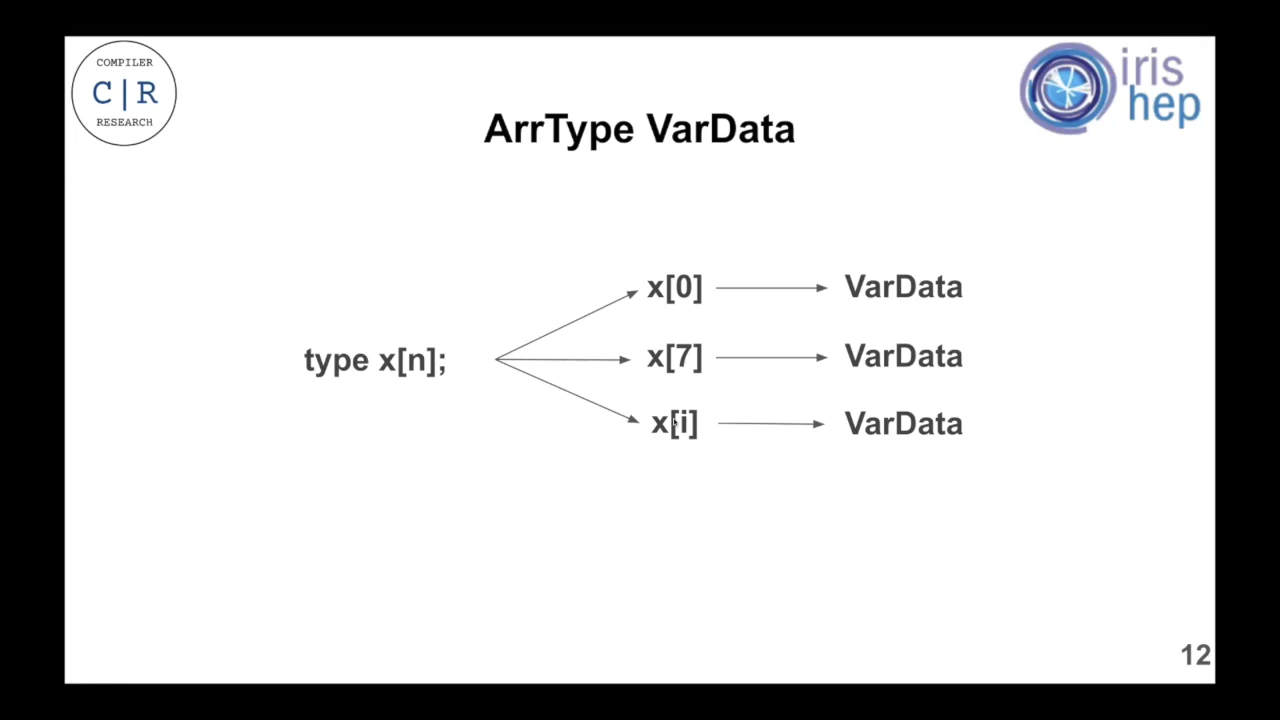 COMPILER
C|R
RESEARCH
iris
hep
ArrType VarData
type x[n];
x[0]
VarData
x[7]
VarData
x[i]
VarData
12